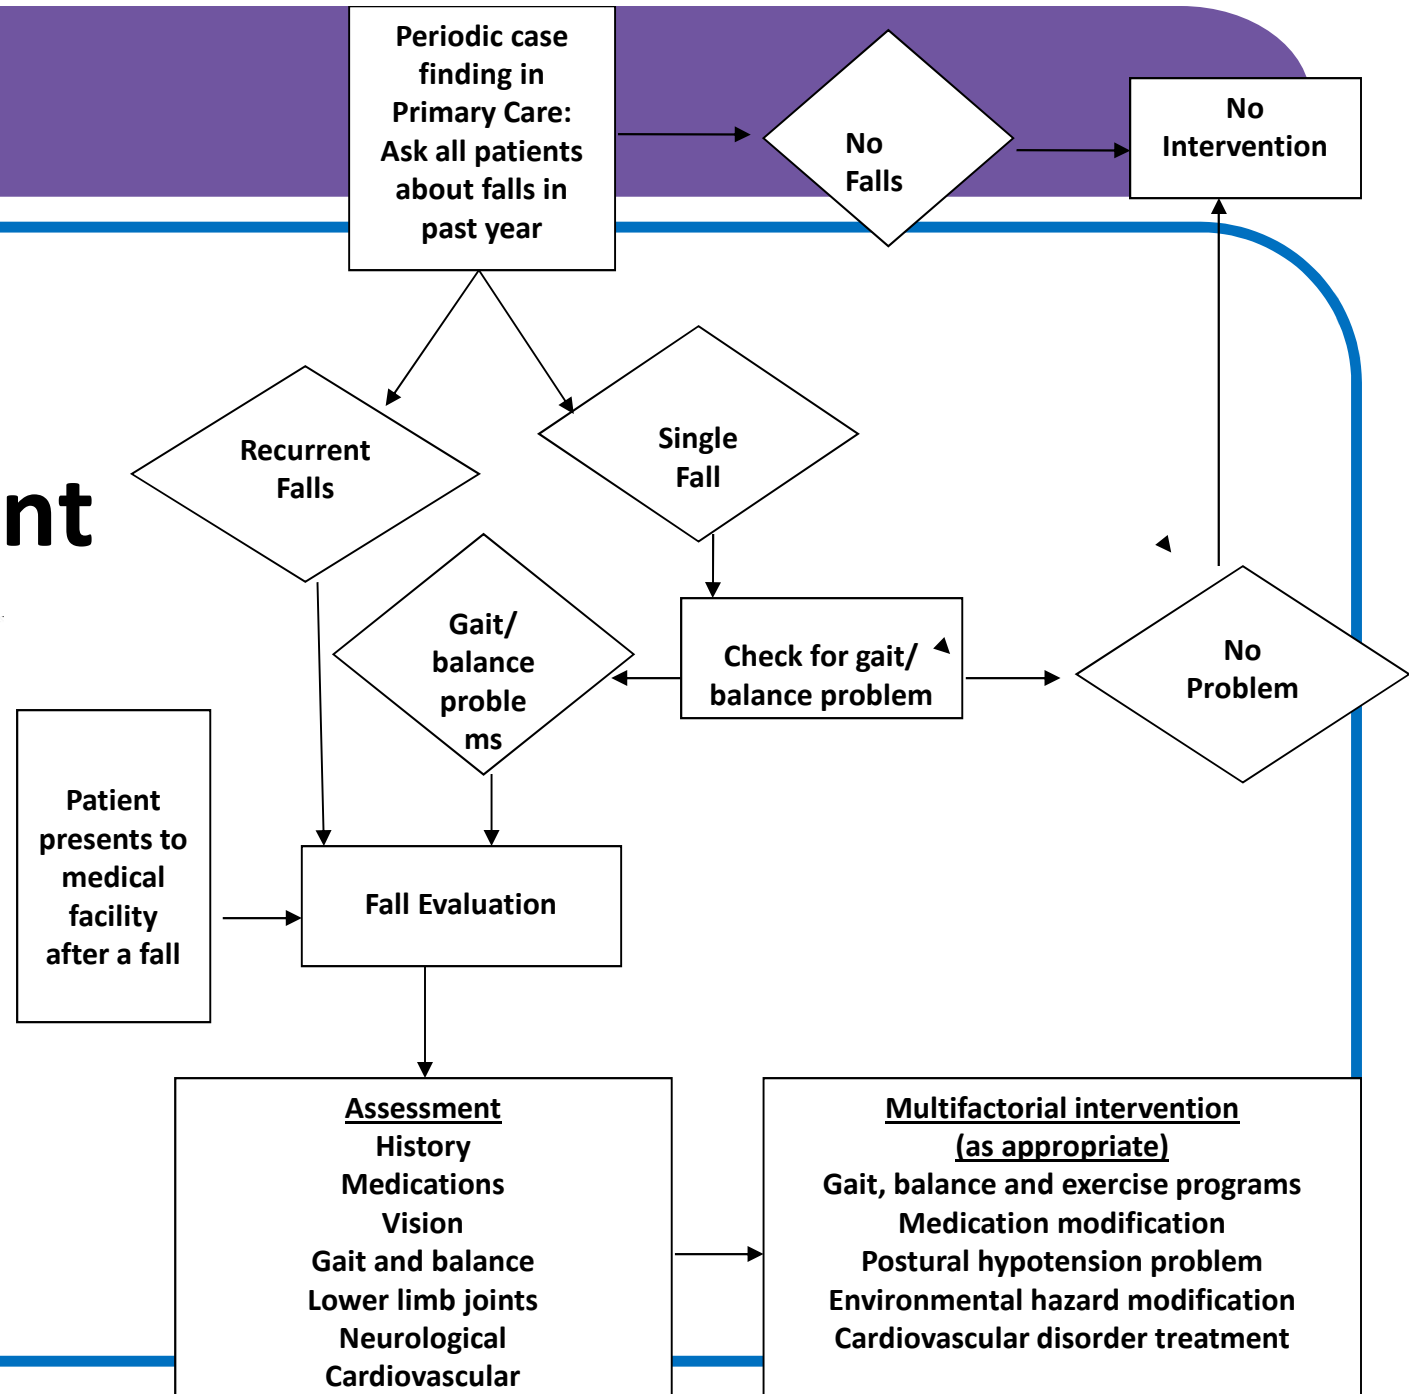 Periodic case
finding in
Primary Care:
Ask all patients
about falls in
past year
No
Falls
No
Intervention
Recurrent
Falls
Single
Fall
nt
Gait/
balance
proble
ms
Check for gait/
balance problem
No
Problem
Patient
presents to
medical
facility
after a fall
Fall Evaluation
Assessment
History
Medications
Vision
Gait and balance
Lower limb joints
Neurological
Cardiovascular
Multifactorial intervention
(as appropriate)
Gait, balance and exercise programs
Medication modification
Postural hypotension problem
Environmental hazard modification
Cardiovascular disorder treatment